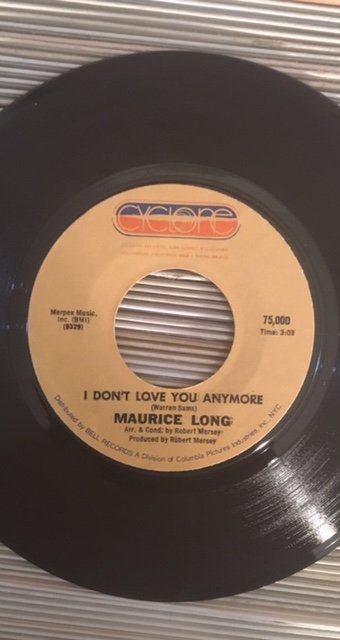 CYCLONE
Merpex Music,
Inc. (BMI)
(9329)
75,000
Time: 3:03
I DON'T LOVE YOU ANYMORE
(Warren Sams)
MAURICE LONG
Arr. & Cond. by Robert Mersey
Produced by Robert Mersey
Distributed by BELL RECORDS A Division of Columbia Pictures Industries, Inc. NYC